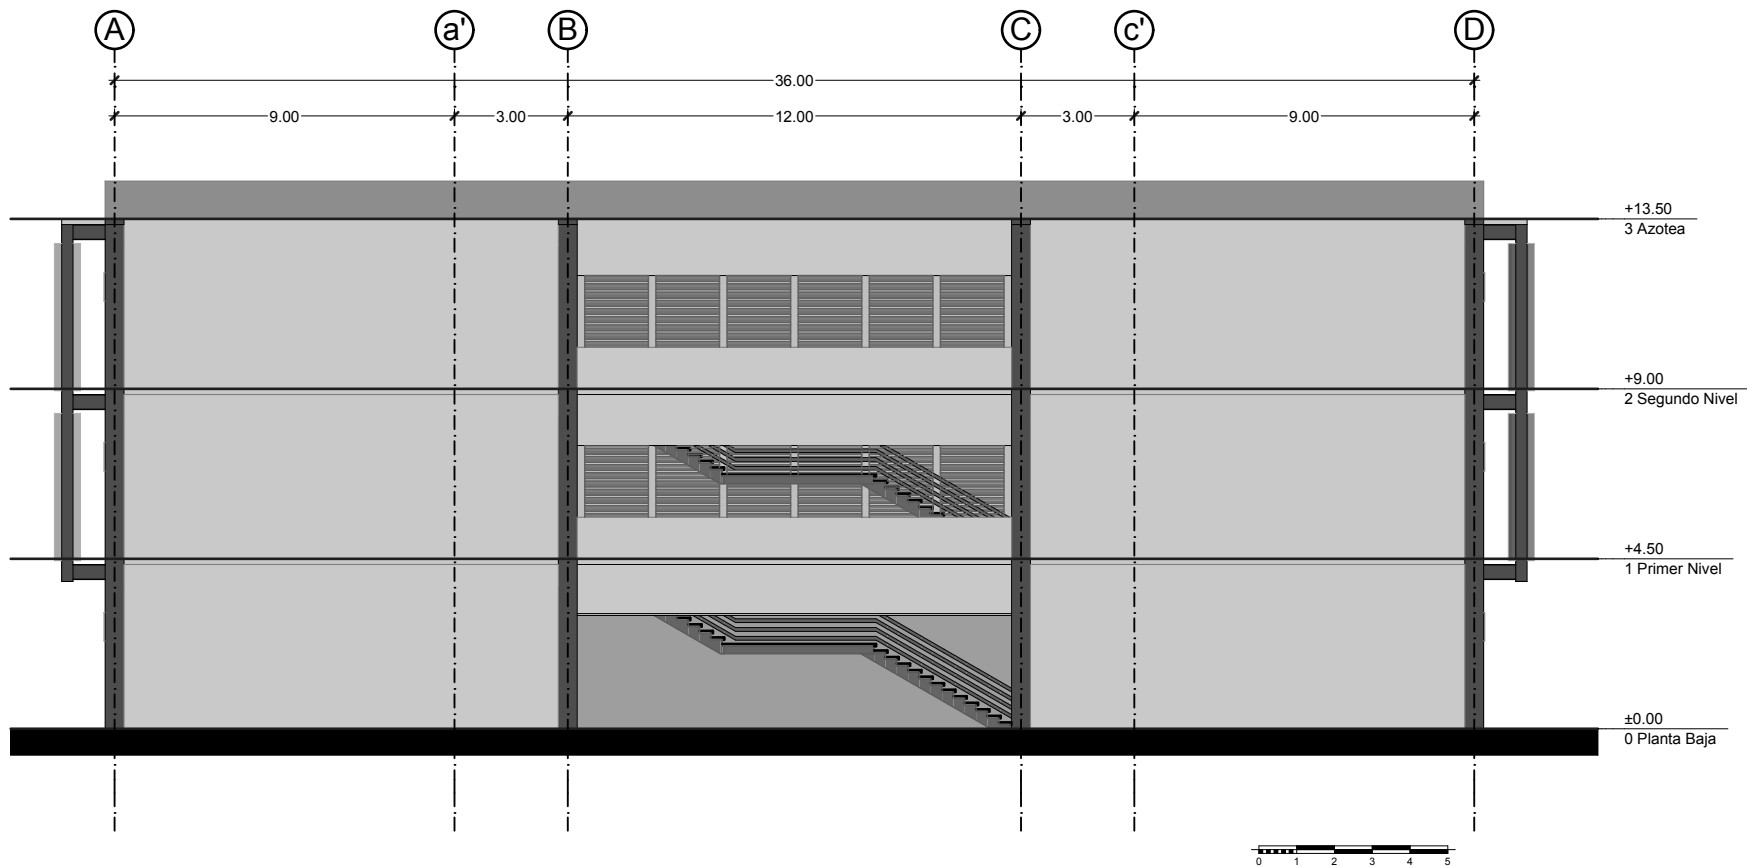 A a' B C c' D
36.00
9.00 3.00 12.00 3.00 9.00
+13.50
3 Azotea
+9.00
2 Segundo Nivel
+4.50
1 Primer Nivel
±0.00
0 Planta Baja
0 1 2 3 4 5